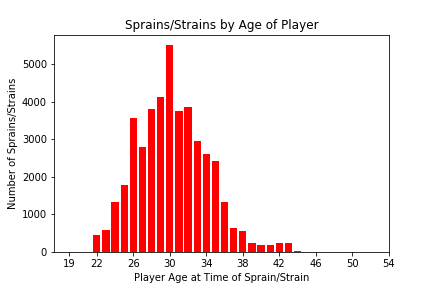 Sprains/Strains by Age of Player
Number of Sprains/Strains
5000
4000
3000
2000
1000
0
19 22 26 30 34 38 42 46 50 54
Player Age at Time of Sprain/Strain